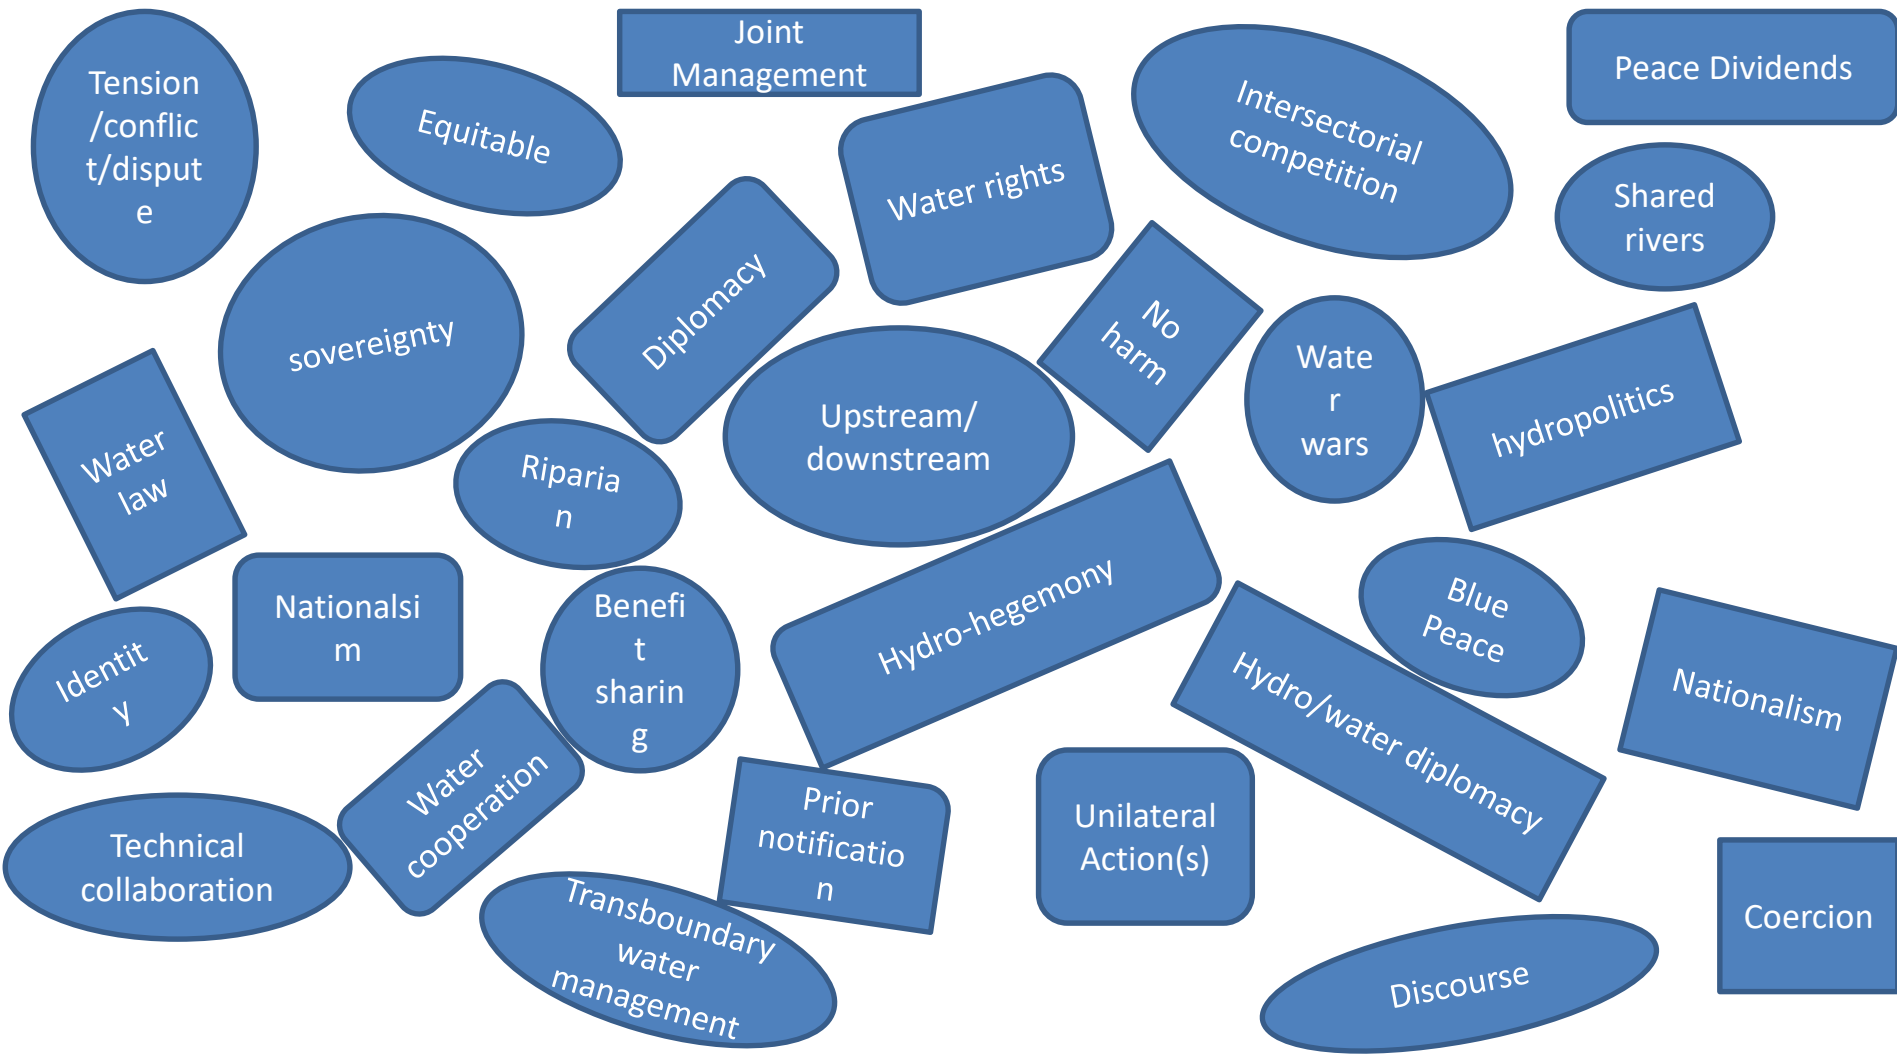 Tension
/conflic
t/disput
e
Equitable
Joint
Management
Water rights
Intersectorial
competition
Peace Dividends
Shared
rivers
sovereignty
Diplomacy
No
harm
Wate
r
wars
hydropolitics
Water
law
Riparia
n
Upstream/
downstream
Nationalsi
m
Benefi
t
sharin
g
Hydro-hegemony
Blue
Peace
Hydro/water diplomacy
Nationalism
Identit
y
Water
cooperation
Prior
notificatio
n
Unilateral
Action(s)
Technical
collaboration
Transboundary
water
management
Discourse
Coercion